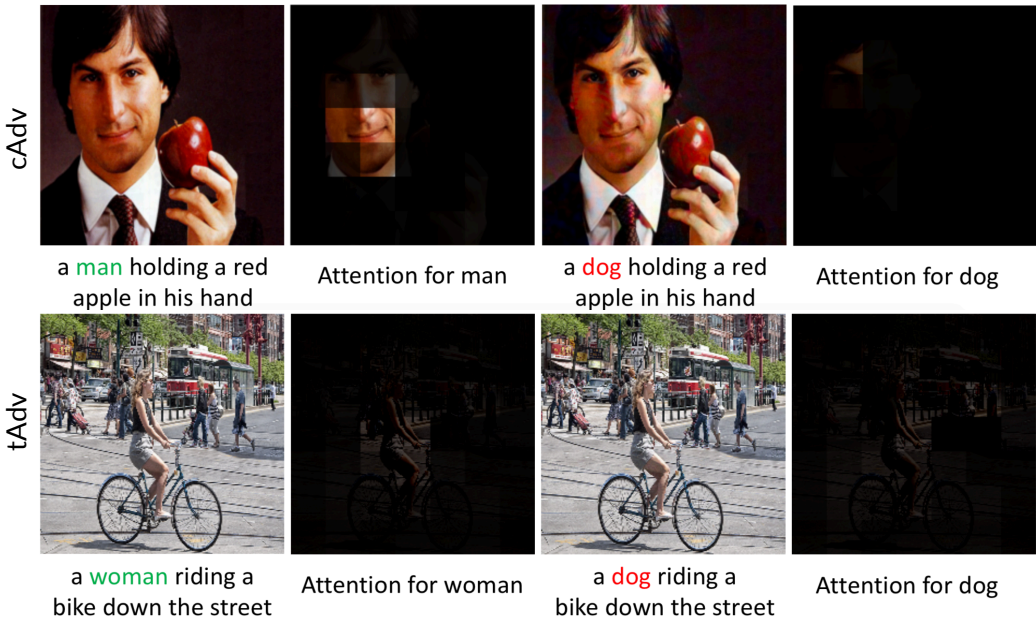 cAdv
a man holding a red
apple in his hand
Attention for man
a dog holding a red
apple in his hand
Attention for dog
tAdv
a woman riding a
bike down the street
Attention for woman
a dog riding a
bike down the street
Attention for dog